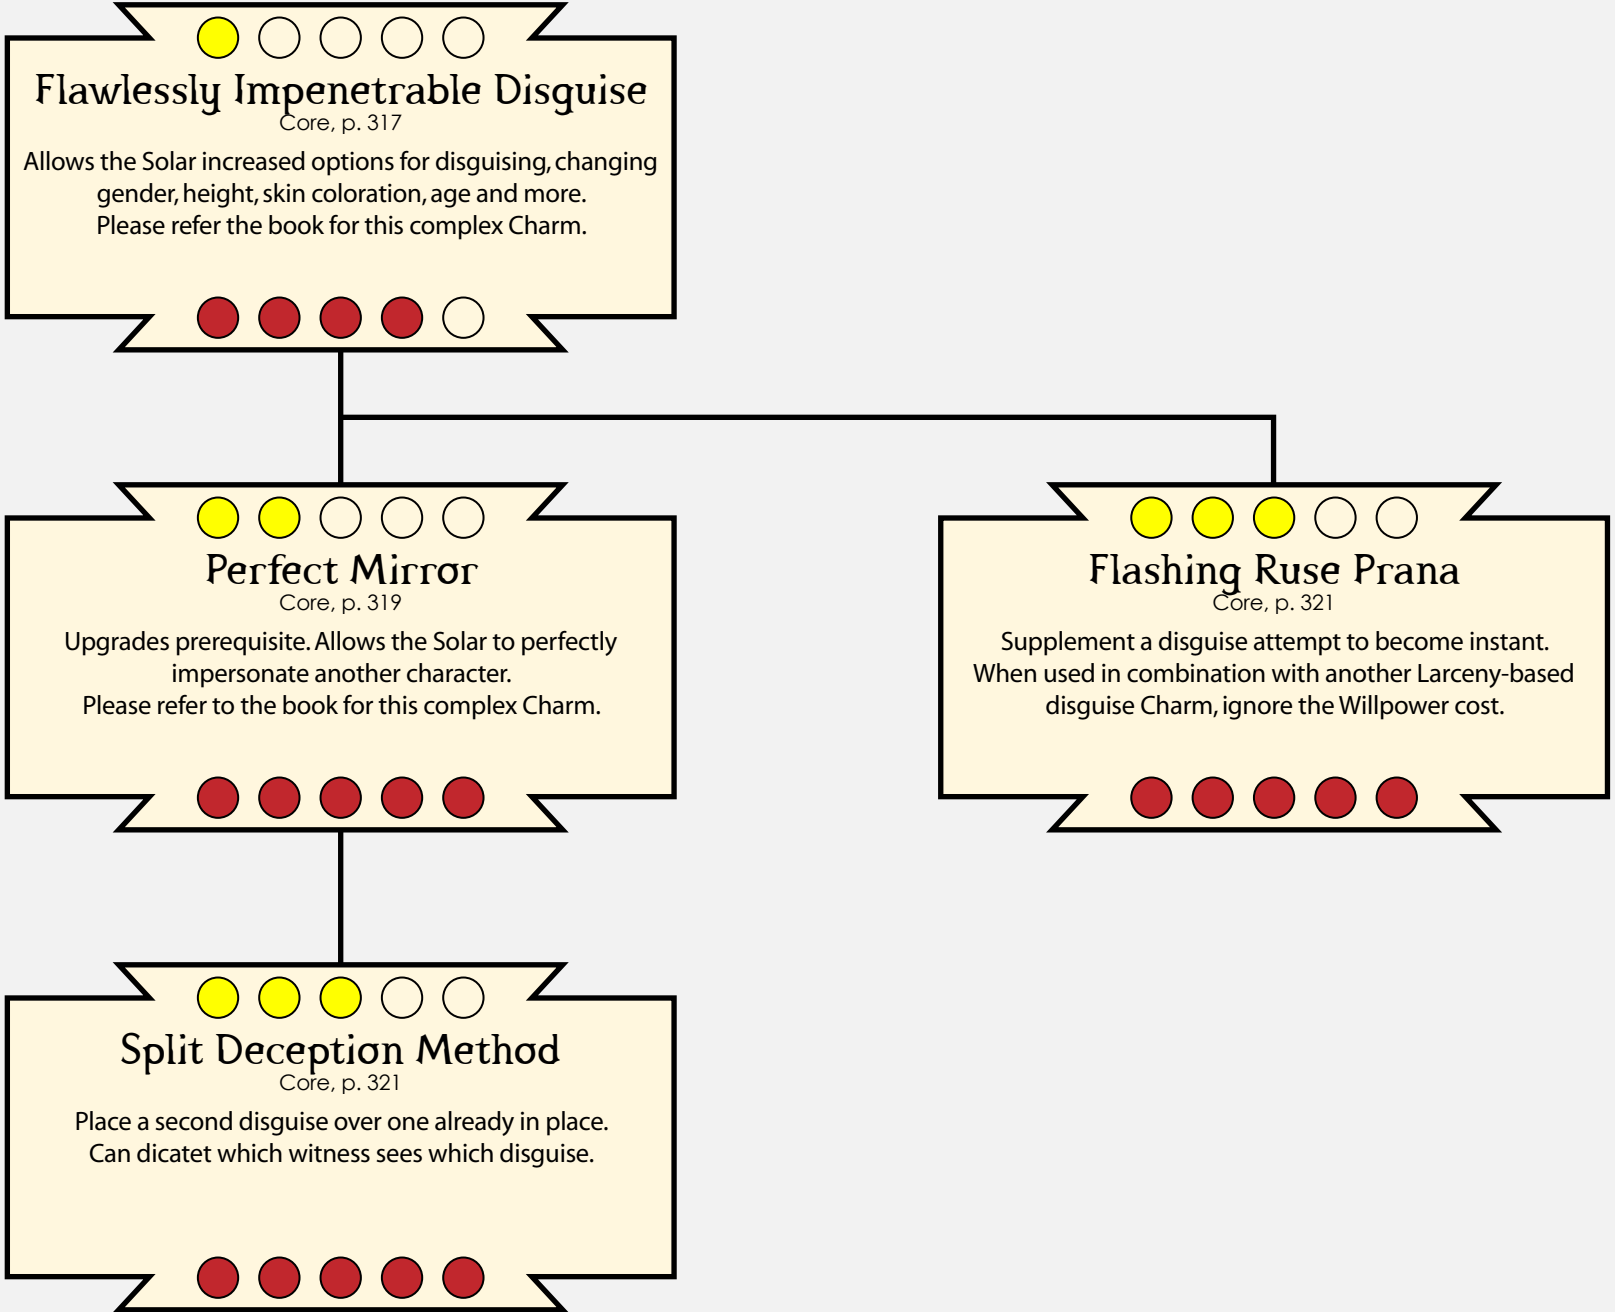 Flawlessly Impenetrable Disguise
Core, p. 317
Allows the Solar increased options for disguising, changing
gender, height, skin coloration, age and more.
Please refer the book for this complex Charm.
Perfect Mirror
Core, p. 319
Upgrades prerequisite. Allows the Solar to perfectly
impersonate another character.
Please refer to the book for this complex Charm.
Flashing Ruse Prana
Core, p. 321
Supplement a disguise attempt to become instant.
When used in combination with another Larceny-based
disguise Charm, ignore the Willpower cost.
Split Deception Method
Core, p. 321
Place a second disguise over one already in place.
Can dicatet which witness sees which disguise.